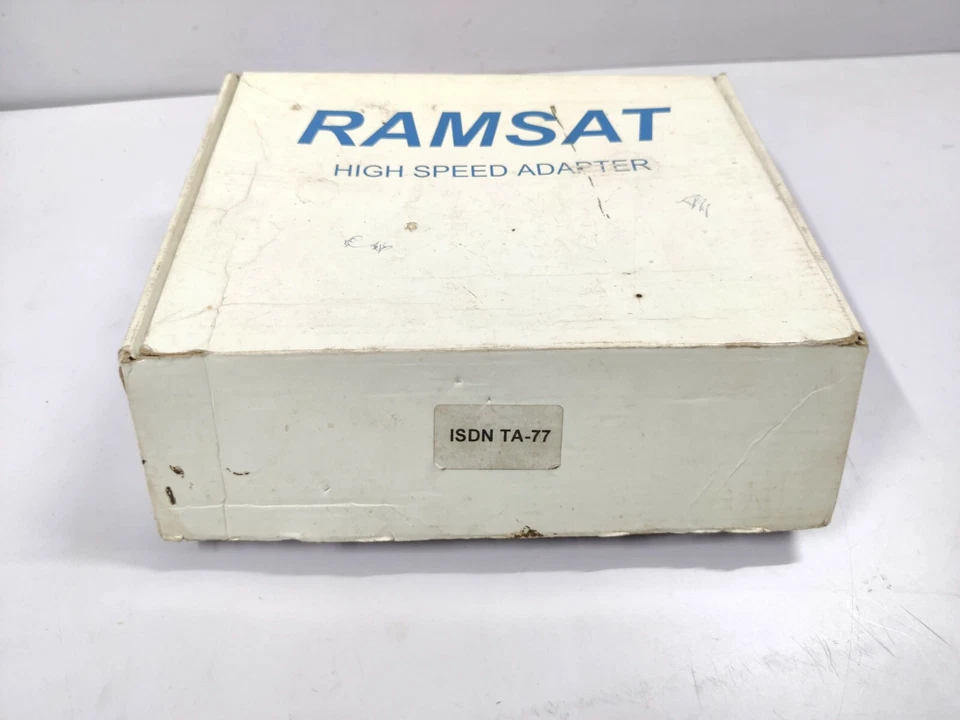 RAMSAT
HIGH SPEED ADAPTER
ISDN TA-77